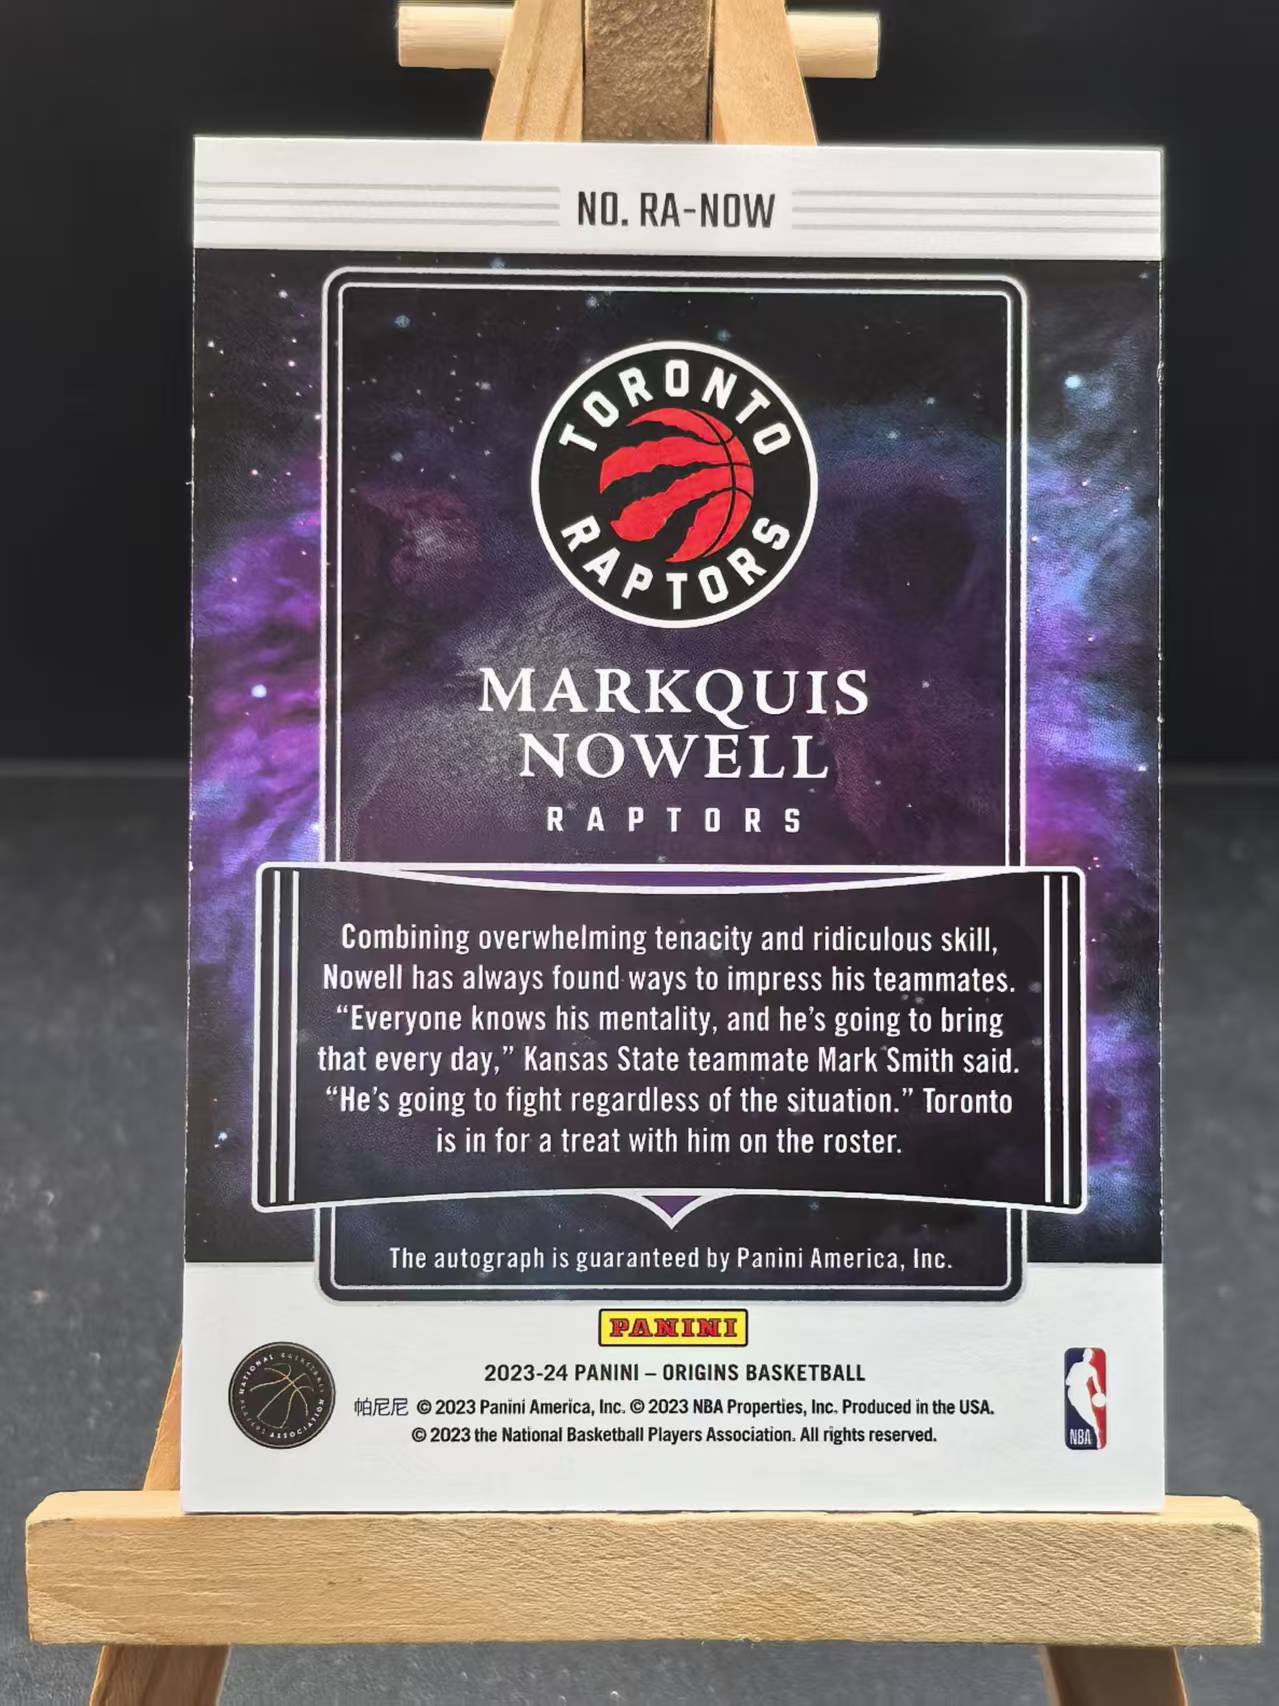 NO. RA-NOW
TORONTO
RAPTORS
MARKQUIS
NOWELL
RAPTORS
Combining overwhelming tenacity and ridiculous skill,
Nowell has always found ways to impress his teammates.
“Everyone knows his mentality, and he’s going to bring
that every day,” Kansas State teammate Mark Smith said.
“He’s going to fight regardless of the situation.” Toronto
is in for a treat with him on the roster.
The autograph is guaranteed by Panini America, Inc.
PANINI
2023-24 PANINI – ORIGINS BASKETBALL
帕尼尼 © 2023 Panini America, Inc. © 2023 NBA Properties, Inc. Produced in the USA.
© 2023 the National Basketball Players Association. All rights reserved.
NATIONAL BASKETBALL
PLAYERS ASSOCIATION
NBA